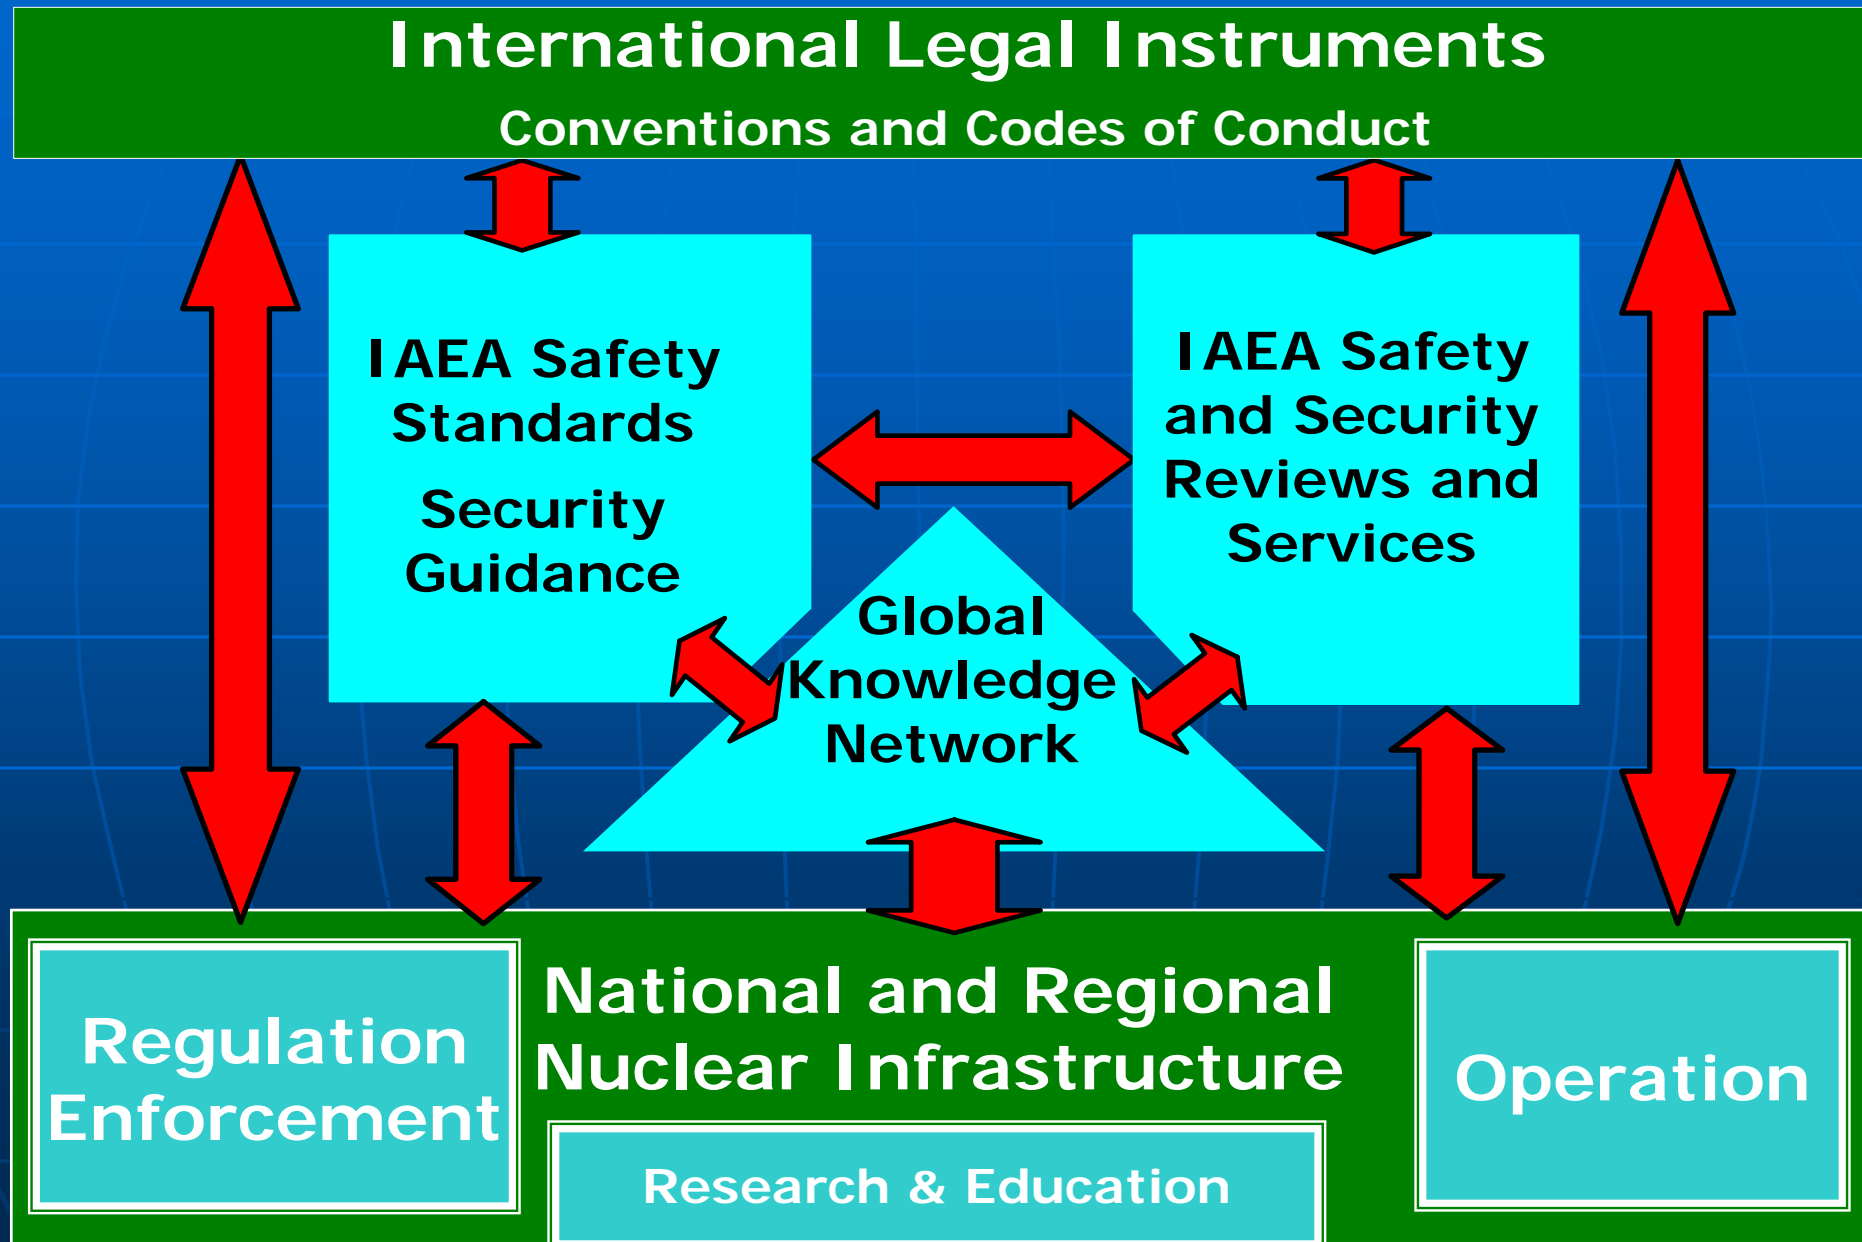 International Legal Instruments
Conventions and Codes of Conduct
IAEA Safety
Standards
Security
Guidance
IAEA Safety
and Security
Reviews and
Services
Global
Knowledge
Network
National and Regional
Nuclear Infrastructure
Regulation
Enforcement
Operation
Research & Education